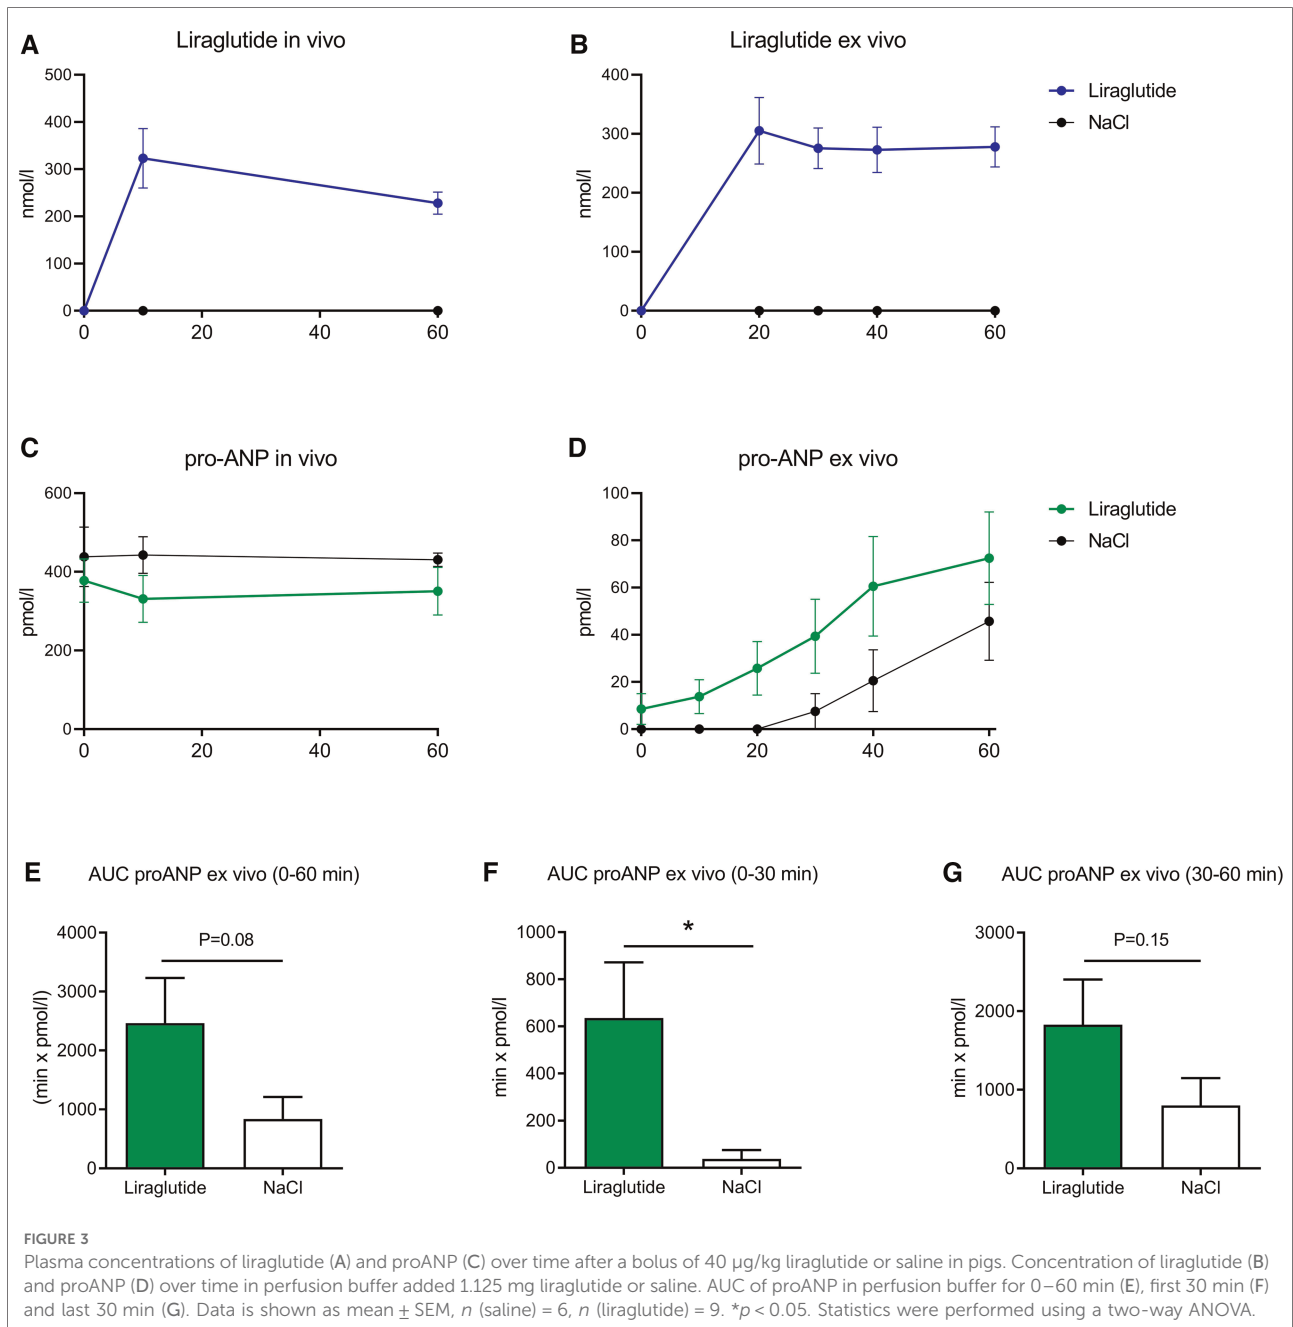 A
Liraglutide in vivo
500
400
300
200
100
0
nmol/l
0
20
40
60
B
Liraglutide ex vivo
400
300
200
100
0
nmol/l
0
20
40
60
Liraglutide
NaCl
C
pro-ANP in vivo
600
400
200
0
pmol/l
0
20
40
60
D
pro-ANP ex vivo
100
80
60
40
20
0
pmol/l
0
20
40
60
Liraglutide
NaCl
E
AUC proANP ex vivo (0-60 min)
4000
3000
2000
1000
0
(min x pmol/l)
P=0.08
Liraglutide
NaCl
F
AUC proANP ex vivo (0-30 min)
1000
800
600
400
200
0
min x pmol/l
*
Liraglutide
NaCl
G
AUC proANP ex vivo (30-60 min)
3000
2000
1000
0
min x pmol/l
P=0.15
Liraglutide
NaCl
FIGURE 3
Plasma concentrations of liraglutide (A) and proANP (C) over time after a bolus of 40 µg/kg liraglutide or saline in pigs. Concentration of liraglutide (B)
and proANP (D) over time in perfusion buffer added 1.125 mg liraglutide or saline. AUC of proANP in perfusion buffer for 0–60 min (E), first 30 min (F)
and last 30 min (G). Data is shown as mean ± SEM, n (saline) = 6, n (liraglutide) = 9. *p < 0.05. Statistics were performed using a two-way ANOVA.